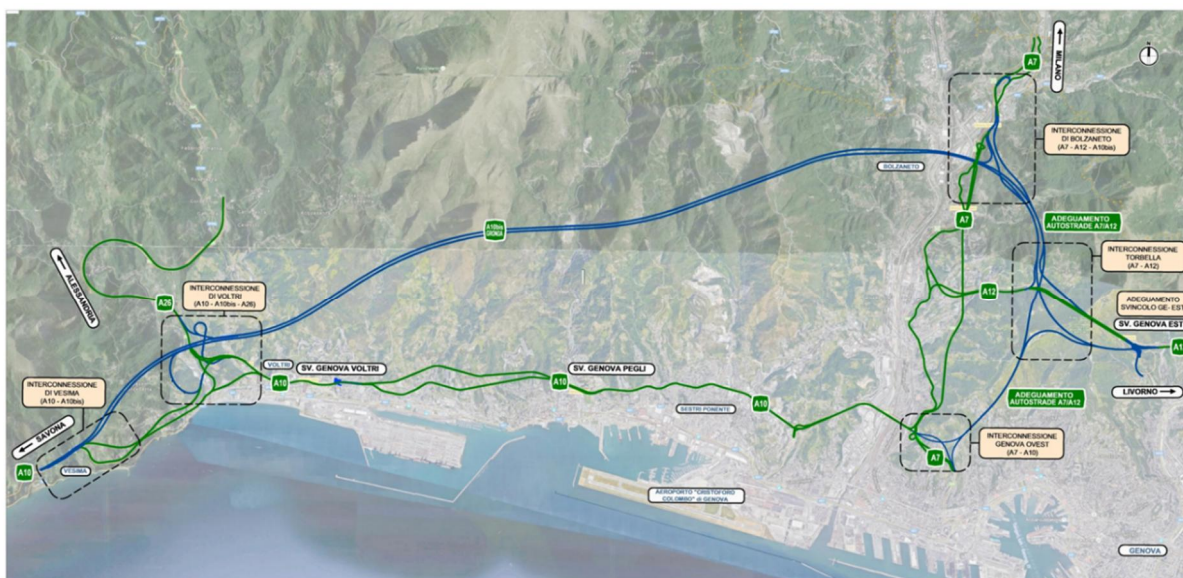 A7
MILANO
INTERCONNESSIONE
DI BOLZANETO
(A7 - A12 - A10bis)
BOLZANETO
A7
ADEGUAMENTO
AUTOSTRADE A7/A12
A10bis
GRONDA
INTERCONNESSIONE
TORBELLA
(A7 - A12)
ALESSANDRIA
INTERCONNESSIONE
DI VOLTRI
(A10 - A10bis - A26)
A26
A12
ADEGUAMENTO
SVINCOLO GE- EST
SV. GENOVA EST
VOLTRI
SV. GENOVA VOLTRI
SV. GENOVA PEGLI
A10
A10
LIVORNO
INTERCONNESSIONE
DI VESIMA
(A10 - A10bis)
SAVONA
A10
VESIMA
SESTRI PONENTE
A10
ADEGUAMENTO
AUTOSTRADE A7/A12
INTERCONNESSIONE
GENOVA OVEST
(A7 - A10)
A7
AEROPORTO "CRISTOFORO
COLOMBO" di GENOVA
GENOVA